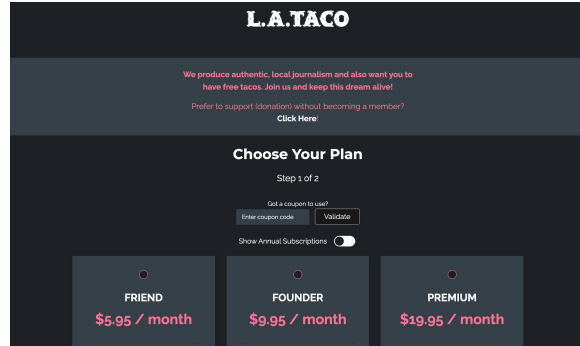 L.A.TACO
We produce authentic, local journalism and also want you to
have free tacos. Join us and keep this dream alive!
Prefer to support (donation) without becoming a member?
Click Here!
Choose Your Plan
Step 1 of 2
Got a coupon to use?
Enter coupon code
Validate
Show Annual Subscriptions
FRIEND
$5.95 / month
FOUNDER
$9.95 / month
PREMIUM
$19.95 / month